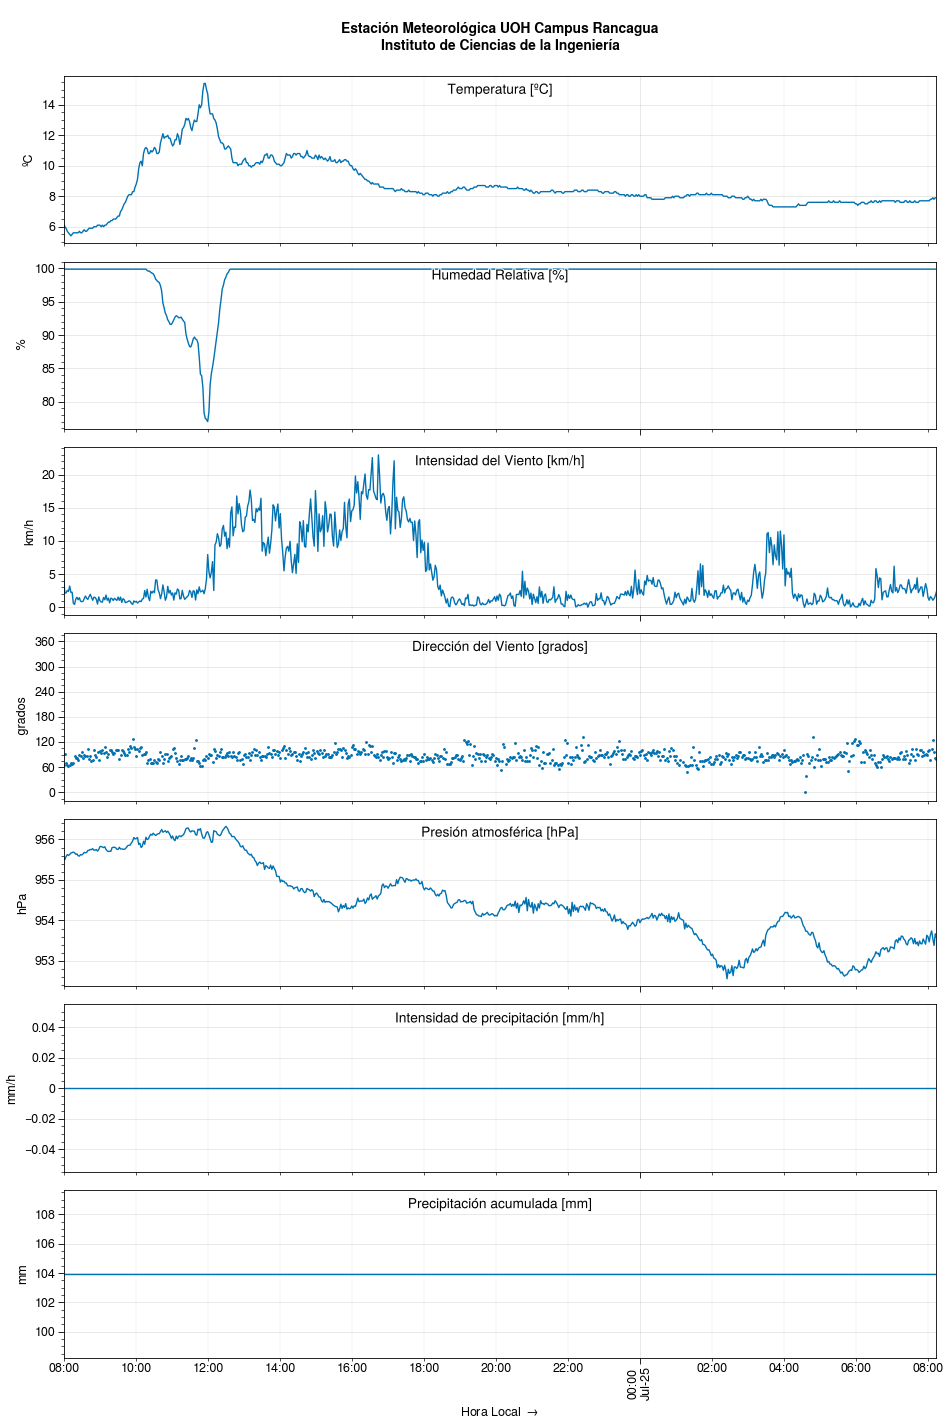 Estación Meteorológica UOH Campus Rancagua
Instituto de Ciencias de la Ingeniería
Temperatura [ºC]
14
12
10
8
6
ºC
Humedad Relativa [%]
100
95
90
85
80
%
Intensidad del Viento [km/h]
20
15
10
5
0
km/h
Dirección del Viento [grados]
360
300
240
180
120
60
0
grados
Presión atmosférica [hPa]
956
955
954
953
hPa
Intensidad de precipitación [mm/h]
0.04
0.02
0
−0.02
−0.04
mm/h
Precipitación acumulada [mm]
108
106
104
102
100
mm
08:00 10:00 12:00 14:00 16:00 18:00 20:00 22:00 00:00 02:00 04:00 06:00 08:00
Jul-25
Hora Local →